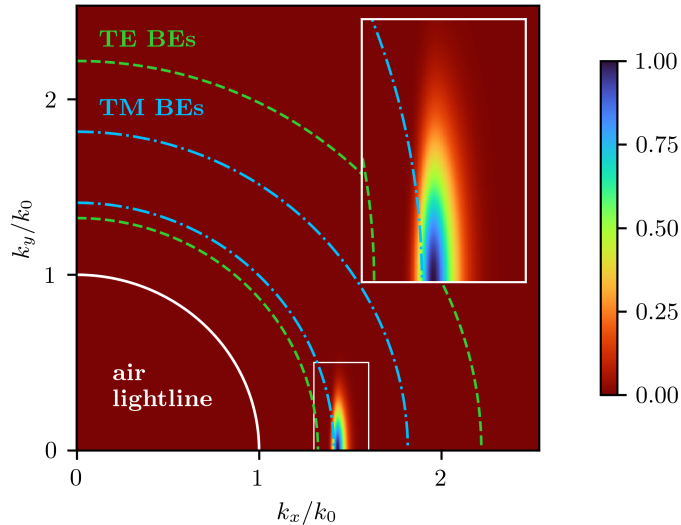 TE BEs
TM BEs
air
lightline
2
1
0
k_y/k_0
0
1
2
k_x/k_0
1.00
0.75
0.50
0.25
0.00